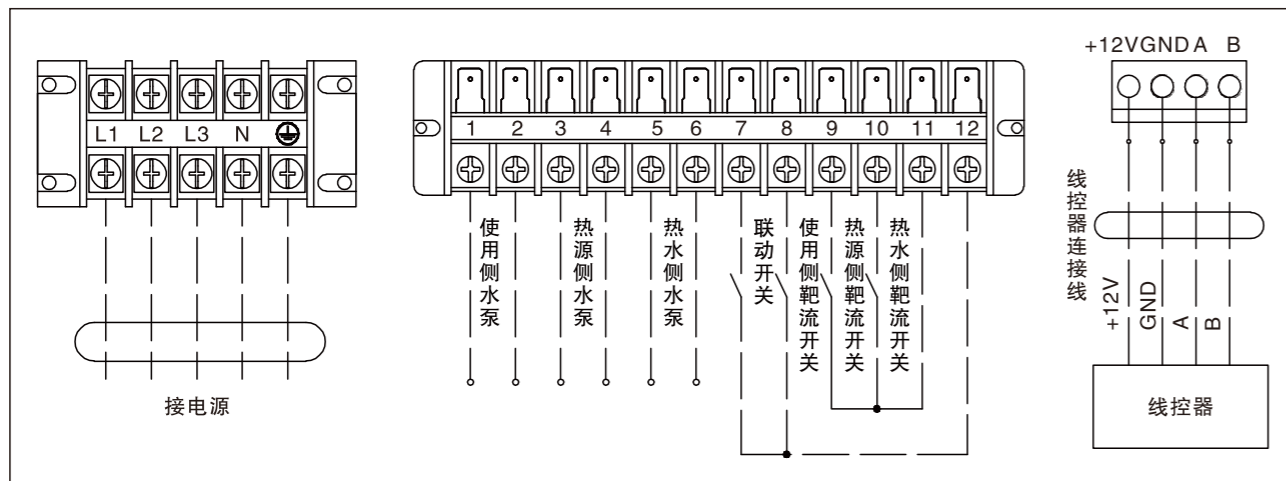 L1 L2 L3 N
接电源
1 2 3 4 5 6 7 8 9 10 11 12
使用侧水泵
热源侧水泵
热水侧水泵
联动开关
使用侧靶流开关
热源侧靶流开关
热水侧靶流开关
+12V GND A B
线控器连接线
+12V
GND
A
B
线控器